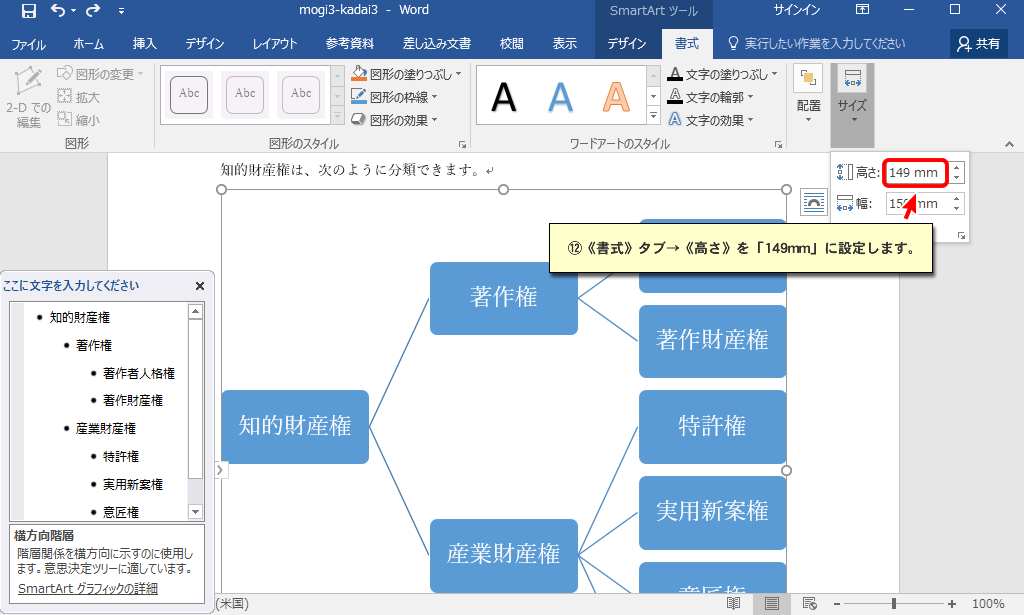 mogi3-kadai3 - Word
SmartArt ツール
サインイン
ファイル
ホーム
挿入
デザイン
レイアウト
参考資料
差し込み文書
校閲
表示
デザイン
書式
実行したい作業を入力してください
共有
2-D での
編集
図形の変更
拡大
縮小
図形
Abc
Abc
Abc
図形の塗りつぶし
図形の枠線
図形の効果
図形のスタイル
A
A
A
文字の塗りつぶし
文字の輪郭
文字の効果
ワードアートのスタイル
配置
サイズ
高さ:
149 mm
幅:
知的財産権は、次のように分類できます。
⑫《書式》タブ→《高さ》を「149mm」に設定します。
著作権
著作財産権
知的財産権
特許権
実用新案権
産業財産権
意匠権
ここに文字を入力してください
• 知的財産権
• 著作権
• 著作者人格権
• 著作財産権
• 産業財産権
• 特許権
• 実用新案権
• 意匠権
横方向階層
階層関係を横方向に示すのに使用し
ます。意思決定ツリーに適しています。
SmartArt グラフィックの詳細
(米国)
100%